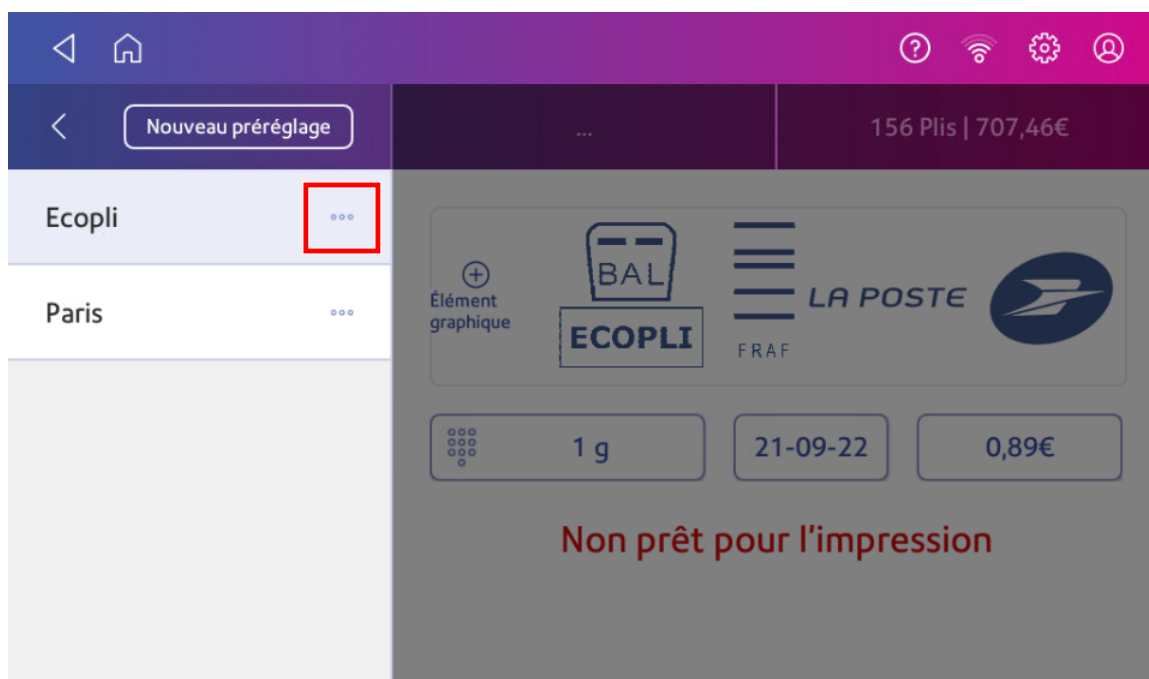 Nouveau préréglage
...
156 Plis | 707,46€
Ecopli
Paris
Élément
graphique
BAL
ECOPLI
FRAF
LA POSTE
1 g
21-09-22
0,89€
Non prêt pour l'impression